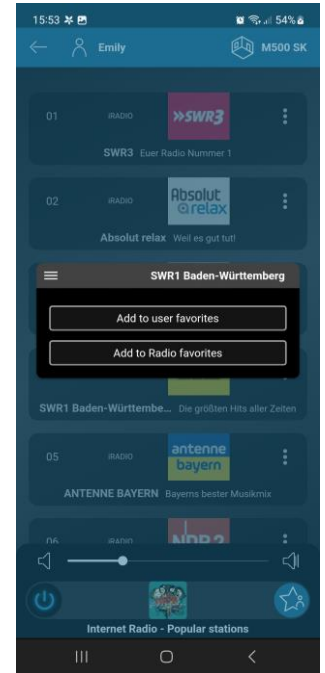 15:53
54%
Emily
M500 SK
01
iRADIO
»SWR3
SWR3 Euer Radio Nummer 1
02
iRADIO
Absolut
relax
Absolut relax Weil es gut tut!
SWR1 Baden-Württemberg
Add to user favorites
Add to Radio favorites
SWR1 Baden-Württembe... Die größten Hits aller Zeiten
05
iRADIO
antenne
bayern
ANTENNE BAYERN Bayerns bester Musikmix
06
iRADIO
NDR 2
Internet Radio - Popular stations